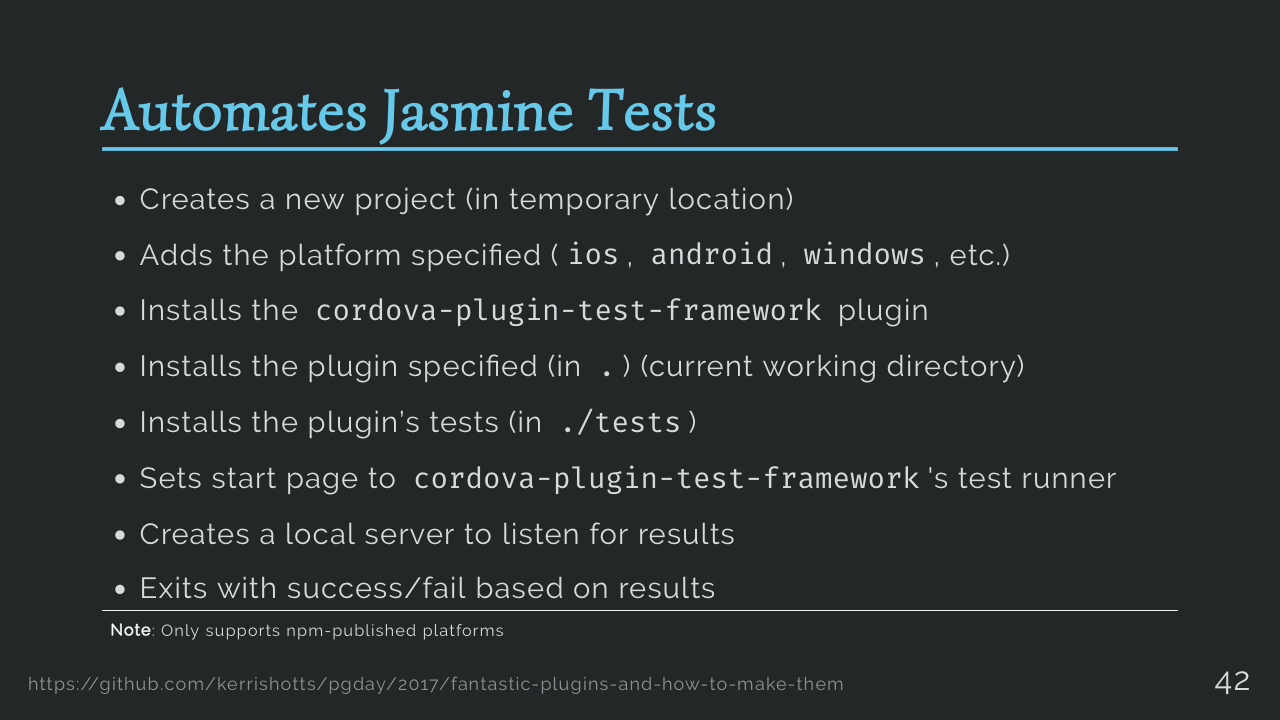 Automates Jasmine Tests
• Creates a new project (in temporary location)
• Adds the platform specified ( ios , android , windows , etc.)
• Installs the cordova-plugin-test-framework plugin
• Installs the plugin specified (in . ) (current working directory)
• Installs the plugin’s tests (in ./tests )
• Sets start page to cordova-plugin-test-framework 's test runner
• Creates a local server to listen for results
• Exits with success/fail based on results
Note: Only supports npm-published platforms
https://github.com/kerrishotts/pgday/2017/fantastic-plugins-and-how-to-make-them
42